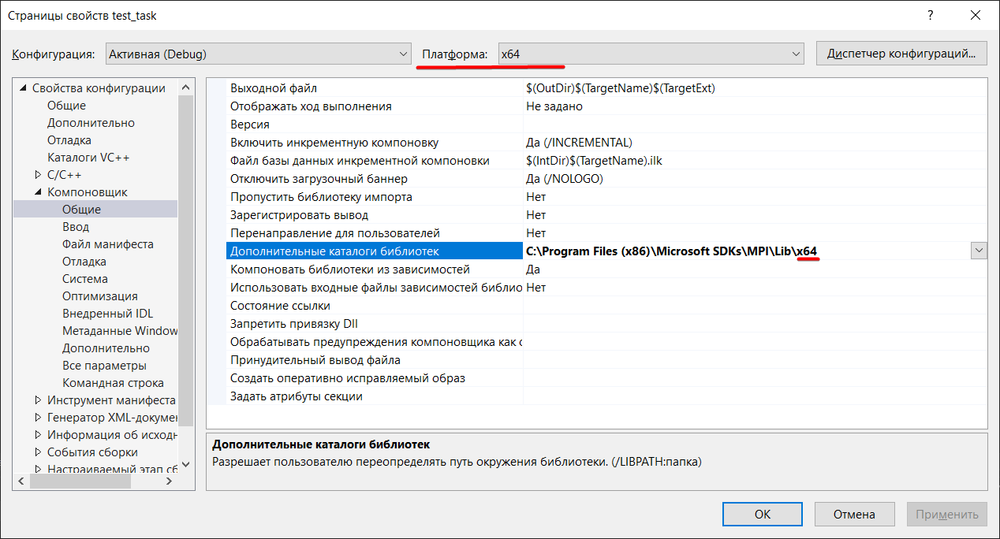 Страницы свойств test_task
?
Конфигурация: Активная (Debug) Платформа: x64 Диспетчер конфигураций...
Свойства конфигурации
Общие
Дополнительно
Отладка
Каталоги VC++
C/C++
Компоновщик
Общие
Ввод
Файл манифеста
Отладка
Система
Оптимизация
Внедренный IDL
Метаданные Window
Дополнительно
Все параметры
Командная строка
Инструмент манифеста
Генератор XML-докумен
Информация об исходн
События сборки
Настраиваемый этап сб
Выходной файл $(OutDir)$(TargetName)$(TargetExt)
Отображать ход выполнения Не задано
Версия
Включить инкрементную компоновку Да (/INCREMENTAL)
Файл базы данных инкрементной компоновки $(IntDir)$(TargetName).ilk
Отключить загрузочный баннер Да (/NOLOGO)
Пропустить библиотеку импорта Нет
Зарегистрировать вывод Нет
Перенаправление для пользователей Нет
Дополнительные каталоги библиотек C:\Program Files (x86)\Microsoft SDKs\MPI\Lib\x64
Компоновать библиотеки из зависимостей Да
Использовать входные файлы зависимостей библио Нет
Состояние ссылки
Запретить привязку Dll
Обрабатывать предупреждения компоновщика как о
Принудительный вывод файла
Создать оперативно исправляемый образ
Задать атрибуты секции
Дополнительные каталоги библиотек
Разрешает пользователю переопределять путь окружения библиотеки. (/LIBPATH:папка)
ОК Отмена Применить